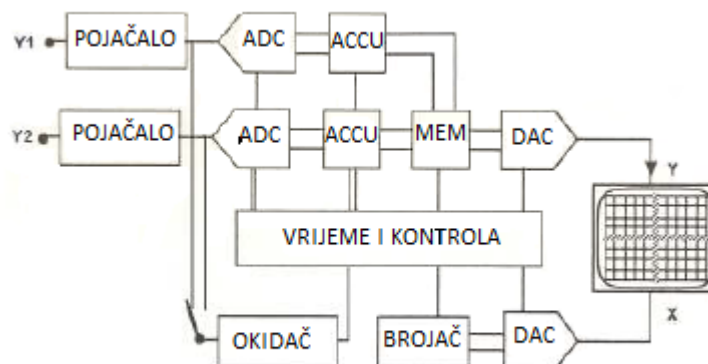 Y1
POJAČALO
ADC
ACCU
Y2
POJAČALO
ADC
ACCU
MEM
DAC
Y
VRIJEME I KONTROLA
X
OKIDAČ
BROJAČ
DAC